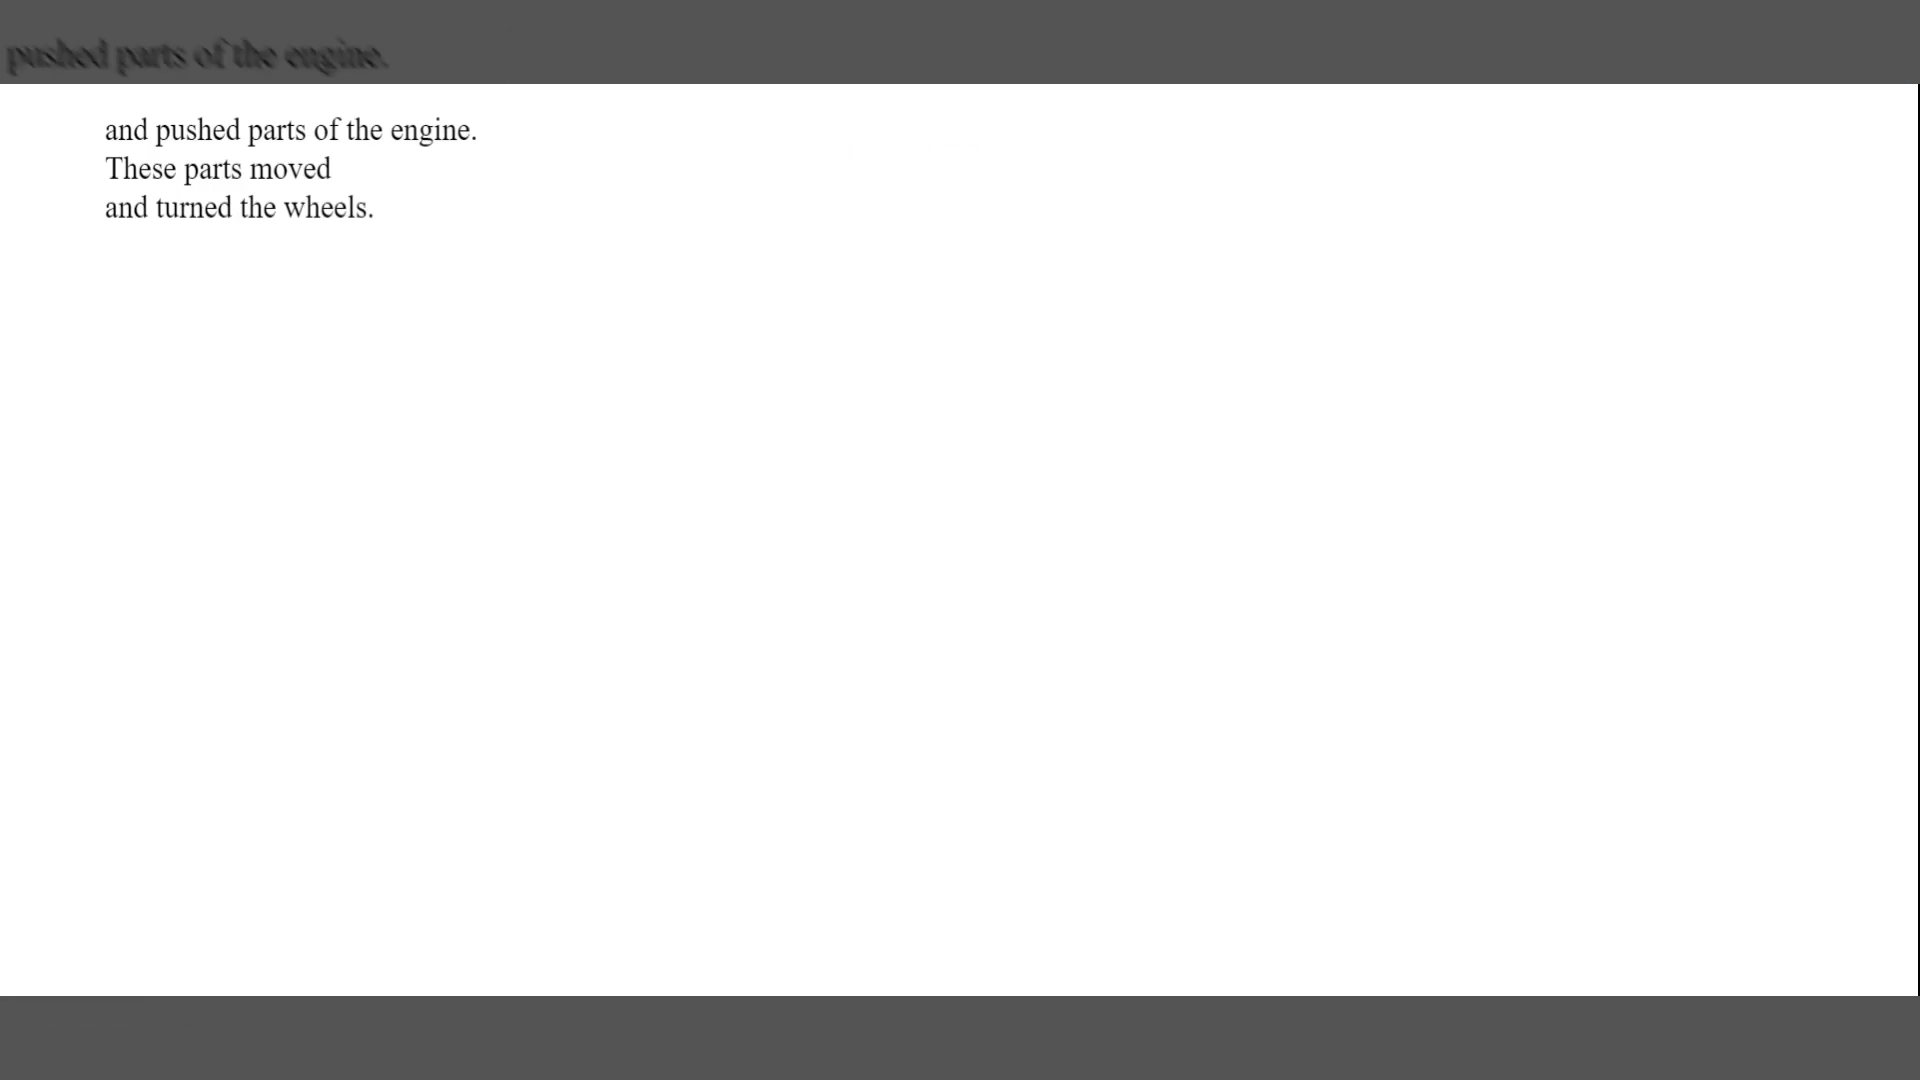 pushed parts of the engine.
and pushed parts of the engine.
These parts moved
and turned the wheels.